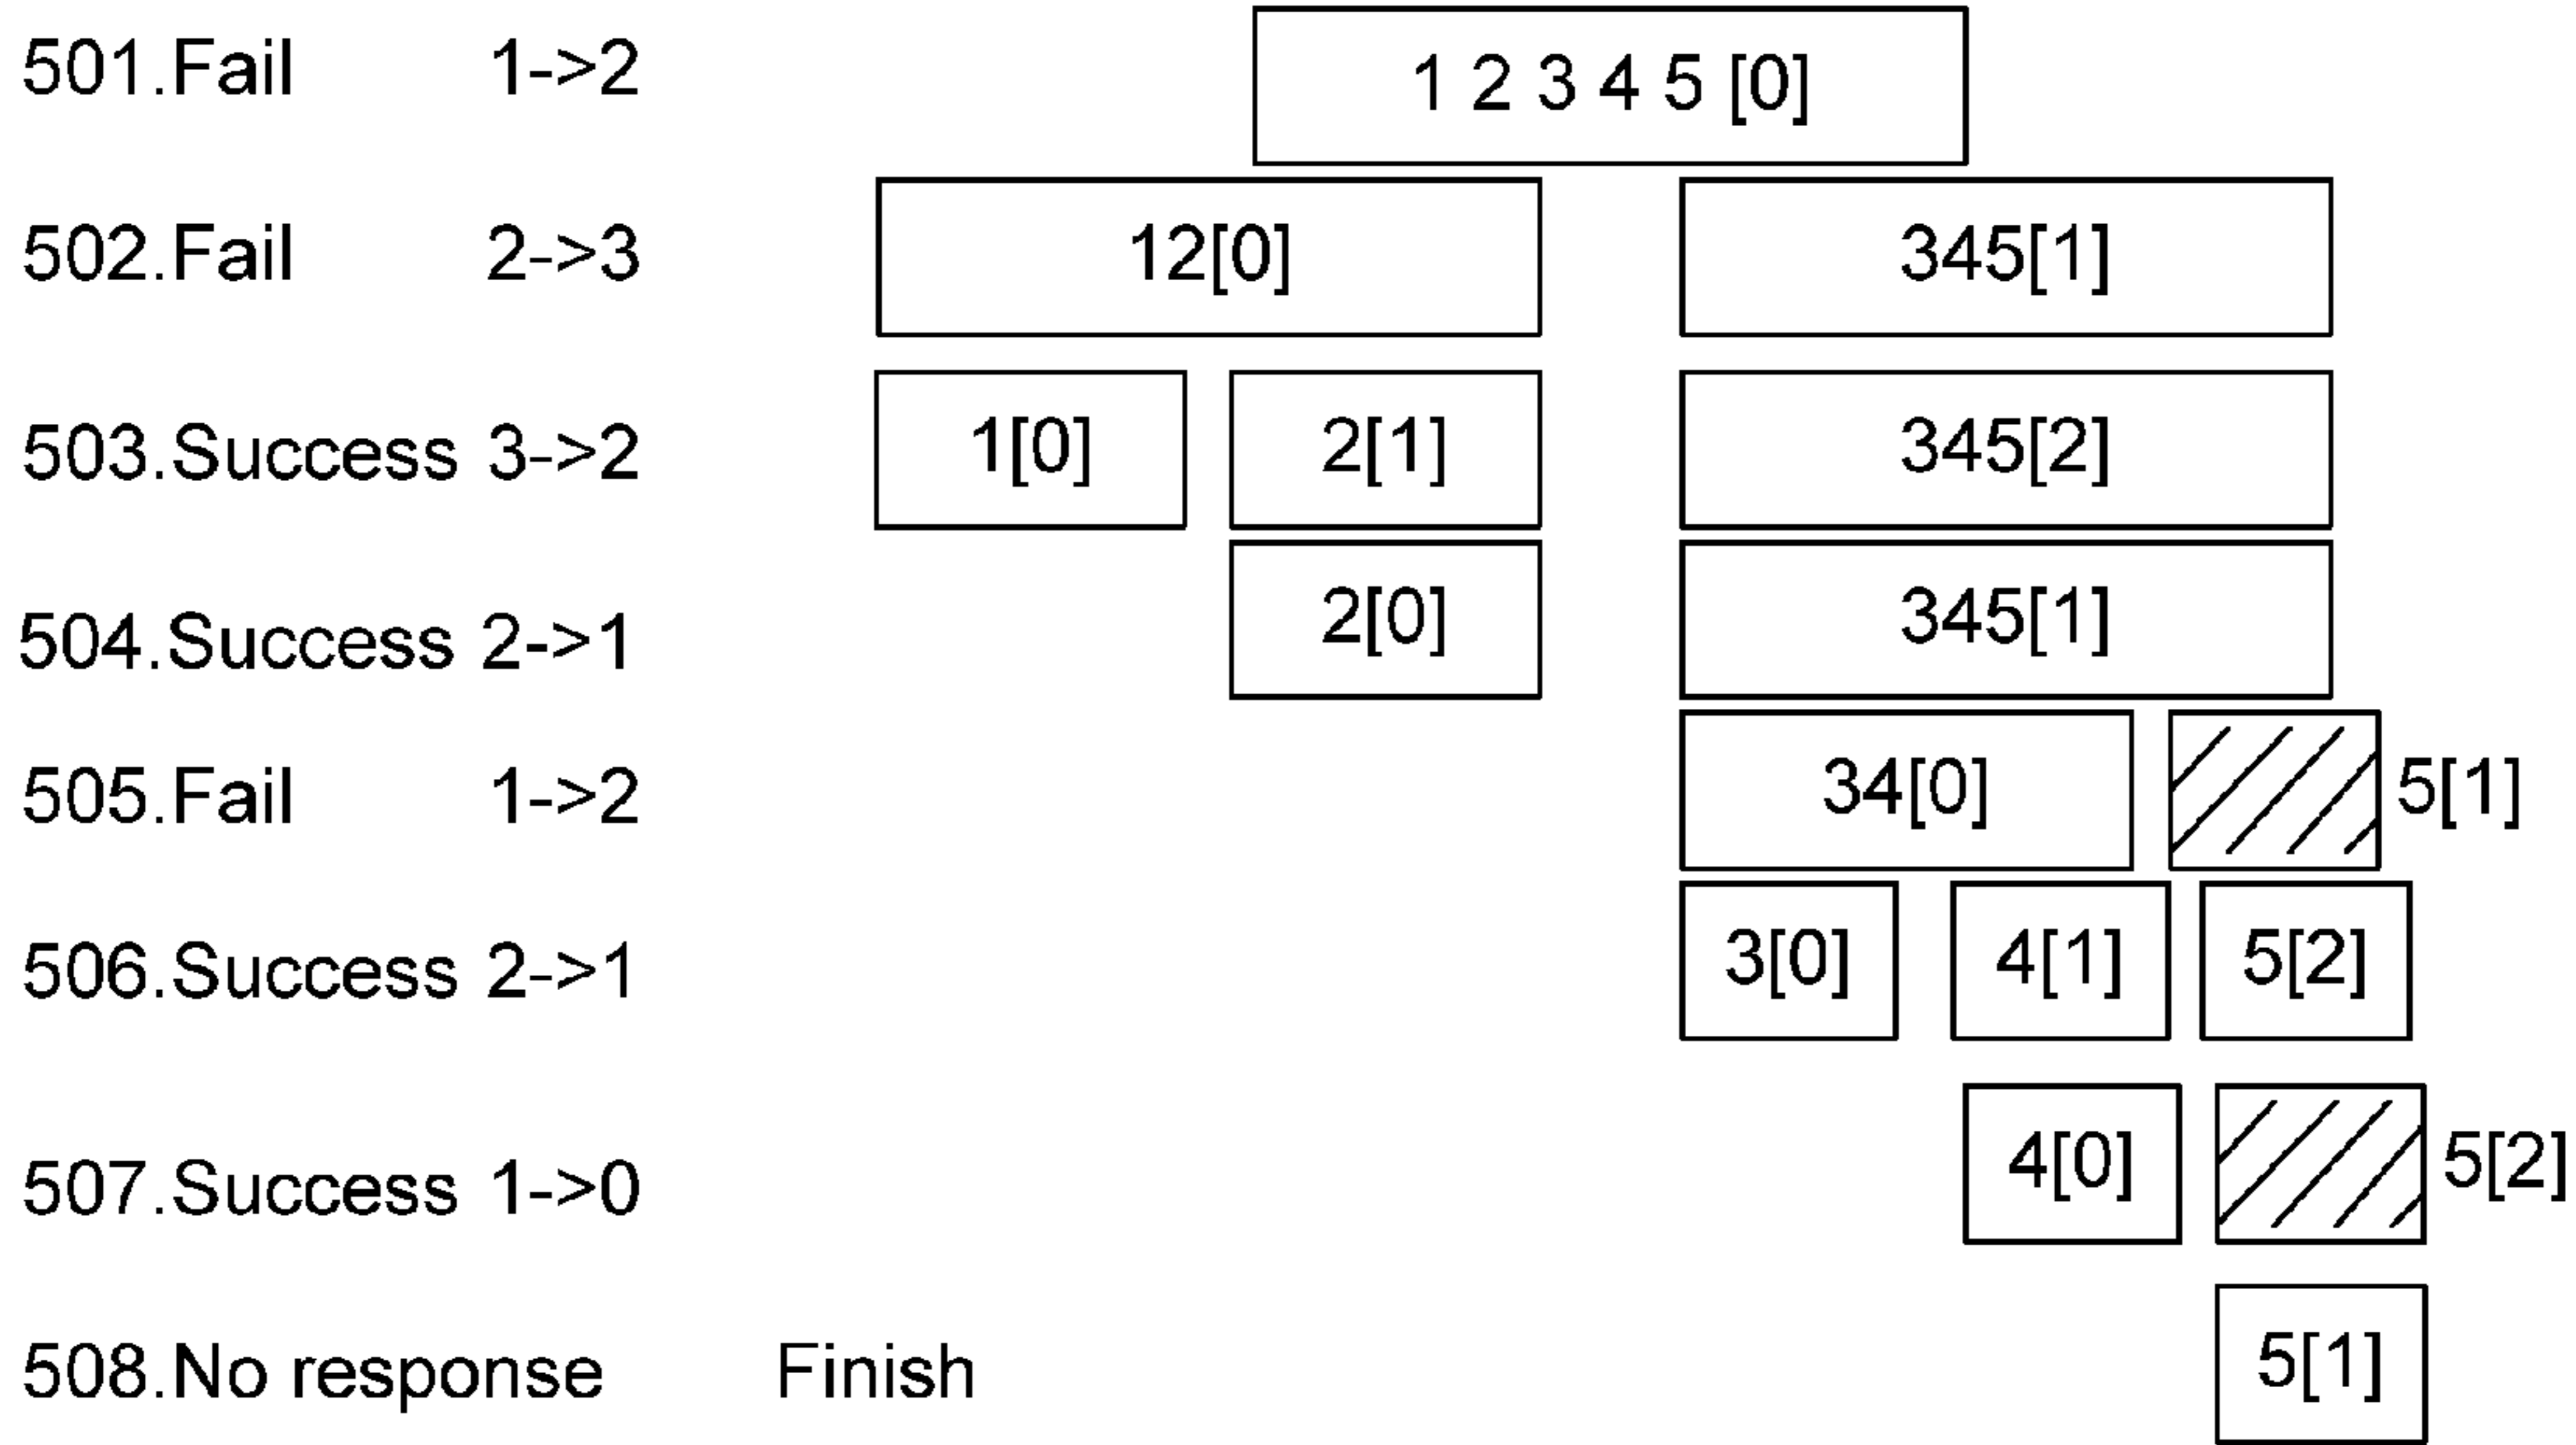 501.Fail 1->2 1 2 3 4 5 [0]
502.Fail 2->3 12[0] 345[1]
503.Success 3->2 1[0] 2[1] 345[2]
504.Success 2->1 2[0] 345[1]
505.Fail 1->2 34[0] 5[1]
506.Success 2->1 3[0] 4[1] 5[2]
507.Success 1->0 4[0] 5[2]
508.No response Finish 5[1]